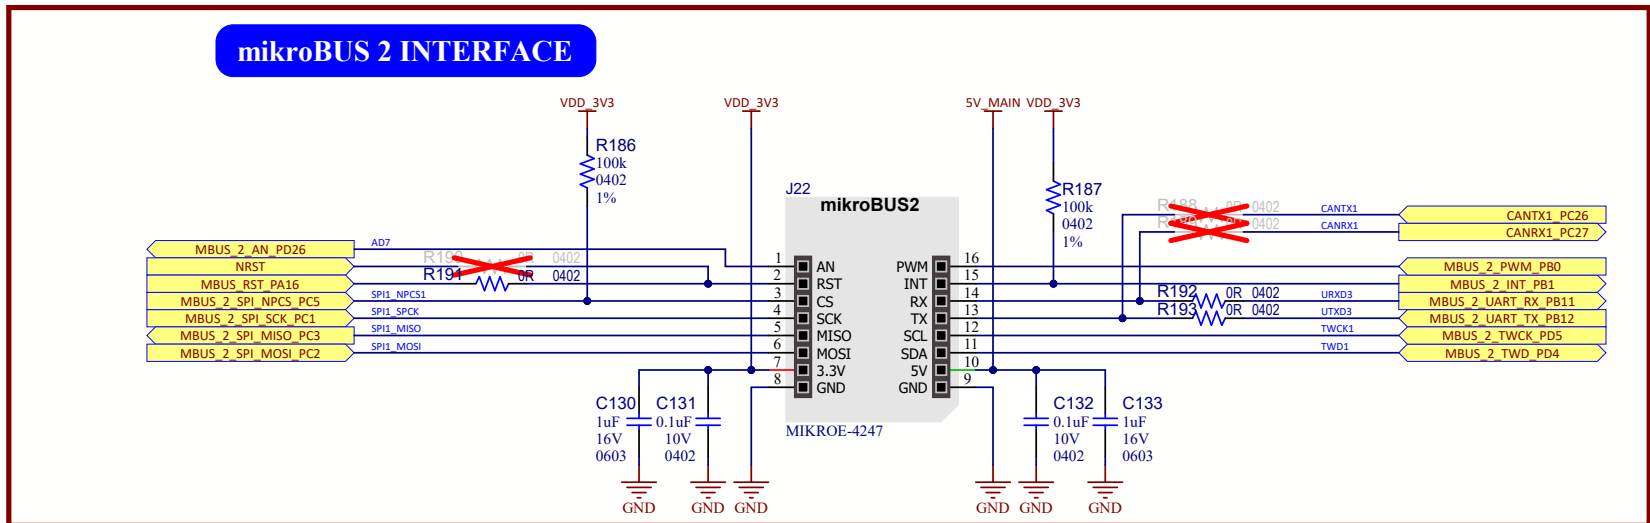 mikroBUS 2 INTERFACE
VDD_3V3
VDD_3V3
5V_MAIN
VDD_3V3
R186
100k
0402
1%
R187
100k
0402
1%
J22
mikroBUS2
MBUS_2_AN_PD26
NRST
MBUS_RST_PA16
MBUS_2_SPI_NPCS_PC5
MBUS_2_SPI_SCK_PC1
MBUS_2_SPI_MISO_PC3
MBUS_2_SPI_MOSI_PC2
AD7
0R 0402
R191 0R 0402
SPI1_NPCS1
SPI1_SPCK
SPI1_MISO
SPI1_MOSI
1 AN
2 RST
3 CS
4 SCK
5 MISO
6 MOSI
7 3.3V
8 GND
PWM 16
INT 15
RX 14
TX 13
SCL 12
SDA 11
5V 10
GND 9
MIKROE-4247
R188 0R 0402
0R 0402
R192 0R 0402
R193 0R 0402
CANTX1
CANRX1
URXD3
UTXD3
TWCK1
TWD1
CANTX1_PC26
CANRX1_PC27
MBUS_2_PWM_PB0
MBUS_2_INT_PB1
MBUS_2_UART_RX_PB11
MBUS_2_UART_TX_PB12
MBUS_2_TWCK_PD5
MBUS_2_TWD_PD4
C130
1uF
16V
0603
C131
0.1uF
10V
0402
C132
0.1uF
10V
0402
C133
1uF
16V
0603
GND
GND
GND
GND
GND
GND